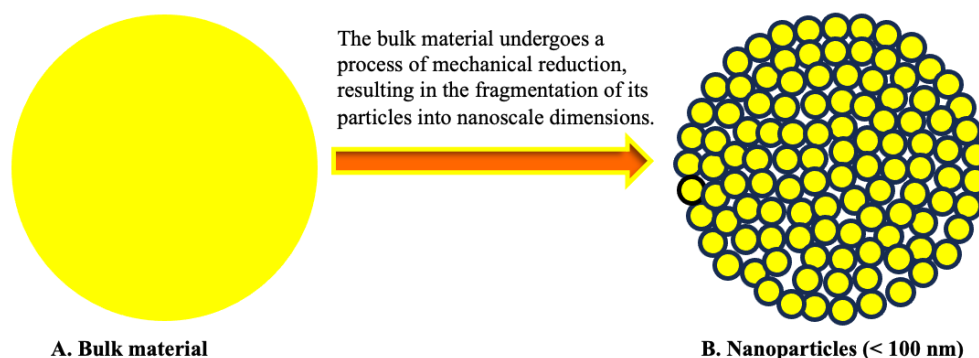 The bulk material undergoes a
process of mechanical reduction,
resulting in the fragmentation of its
particles into nanoscale dimensions.
A. Bulk material
B. Nanoparticles (< 100 nm)